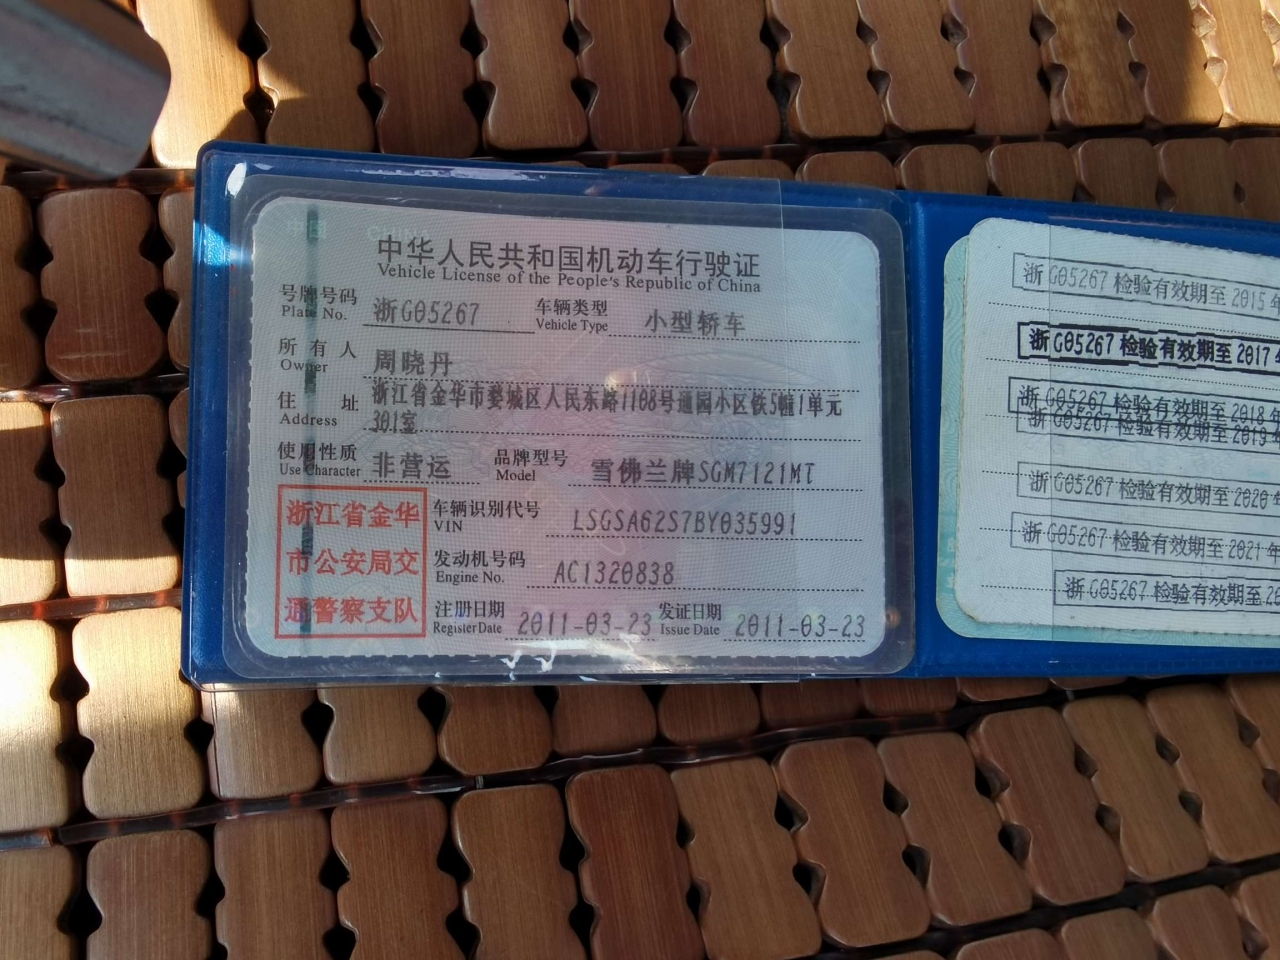 中华人民共和国机动车行驶证
Vehicle License of the People's Republic of China
号牌号码 浙G05267 车辆类型 小型轿车
Plate No. Vehicle Type
所有人 周晓丹
Owner
住址 浙江省金华市婺城区人民东路1108号通园小区铁5幢1单元
Address 301室
使用性质 非营运 品牌型号 雪佛兰牌SGM7121MT
Use Character Model
浙江省金华
市公安局交
通警察支队
车辆识别代号 LSGSA62S7BY035991
VIN
发动机号码 AC1320838
Engine No.
注册日期 2011-03-23 发证日期 2011-03-23
Register Date Issue Date
浙G05267 检验有效期至 2015年
浙G05267 检验有效期至 2017年
浙G05267 检验有效期至 2018年
浙G05267 检验有效期至 2019年
浙G05267 检验有效期至 2020年
浙G05267 检验有效期至 2021年
浙G05267 检验有效期至 20